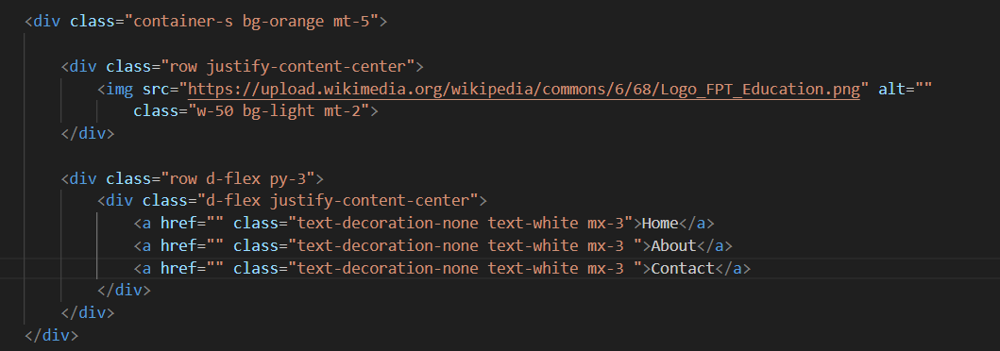 <div class="container-s bg-orange mt-5">
<div class="row justify-content-center">
<img src="https://upload.wikimedia.org/wikipedia/commons/6/68/Logo_FPT_Education.png" alt=""
class="w-50 bg-light mt-2">
</div>
<div class="row d-flex py-3">
<div class="d-flex justify-content-center">
<a href="" class="text-decoration-none text-white mx-3">Home</a>
<a href="" class="text-decoration-none text-white mx-3 ">About</a>
<a href="" class="text-decoration-none text-white mx-3 ">Contact</a>
</div>
</div>
</div>